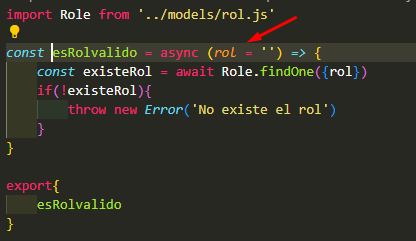 import Role from '../models/rol.js'
const esRolvalido = async (rol = '') => {
const existeRol = await Role.findOne({rol})
if(!existeRol){
throw new Error('No existe el rol')
}
}
export{
esRolvalido
}